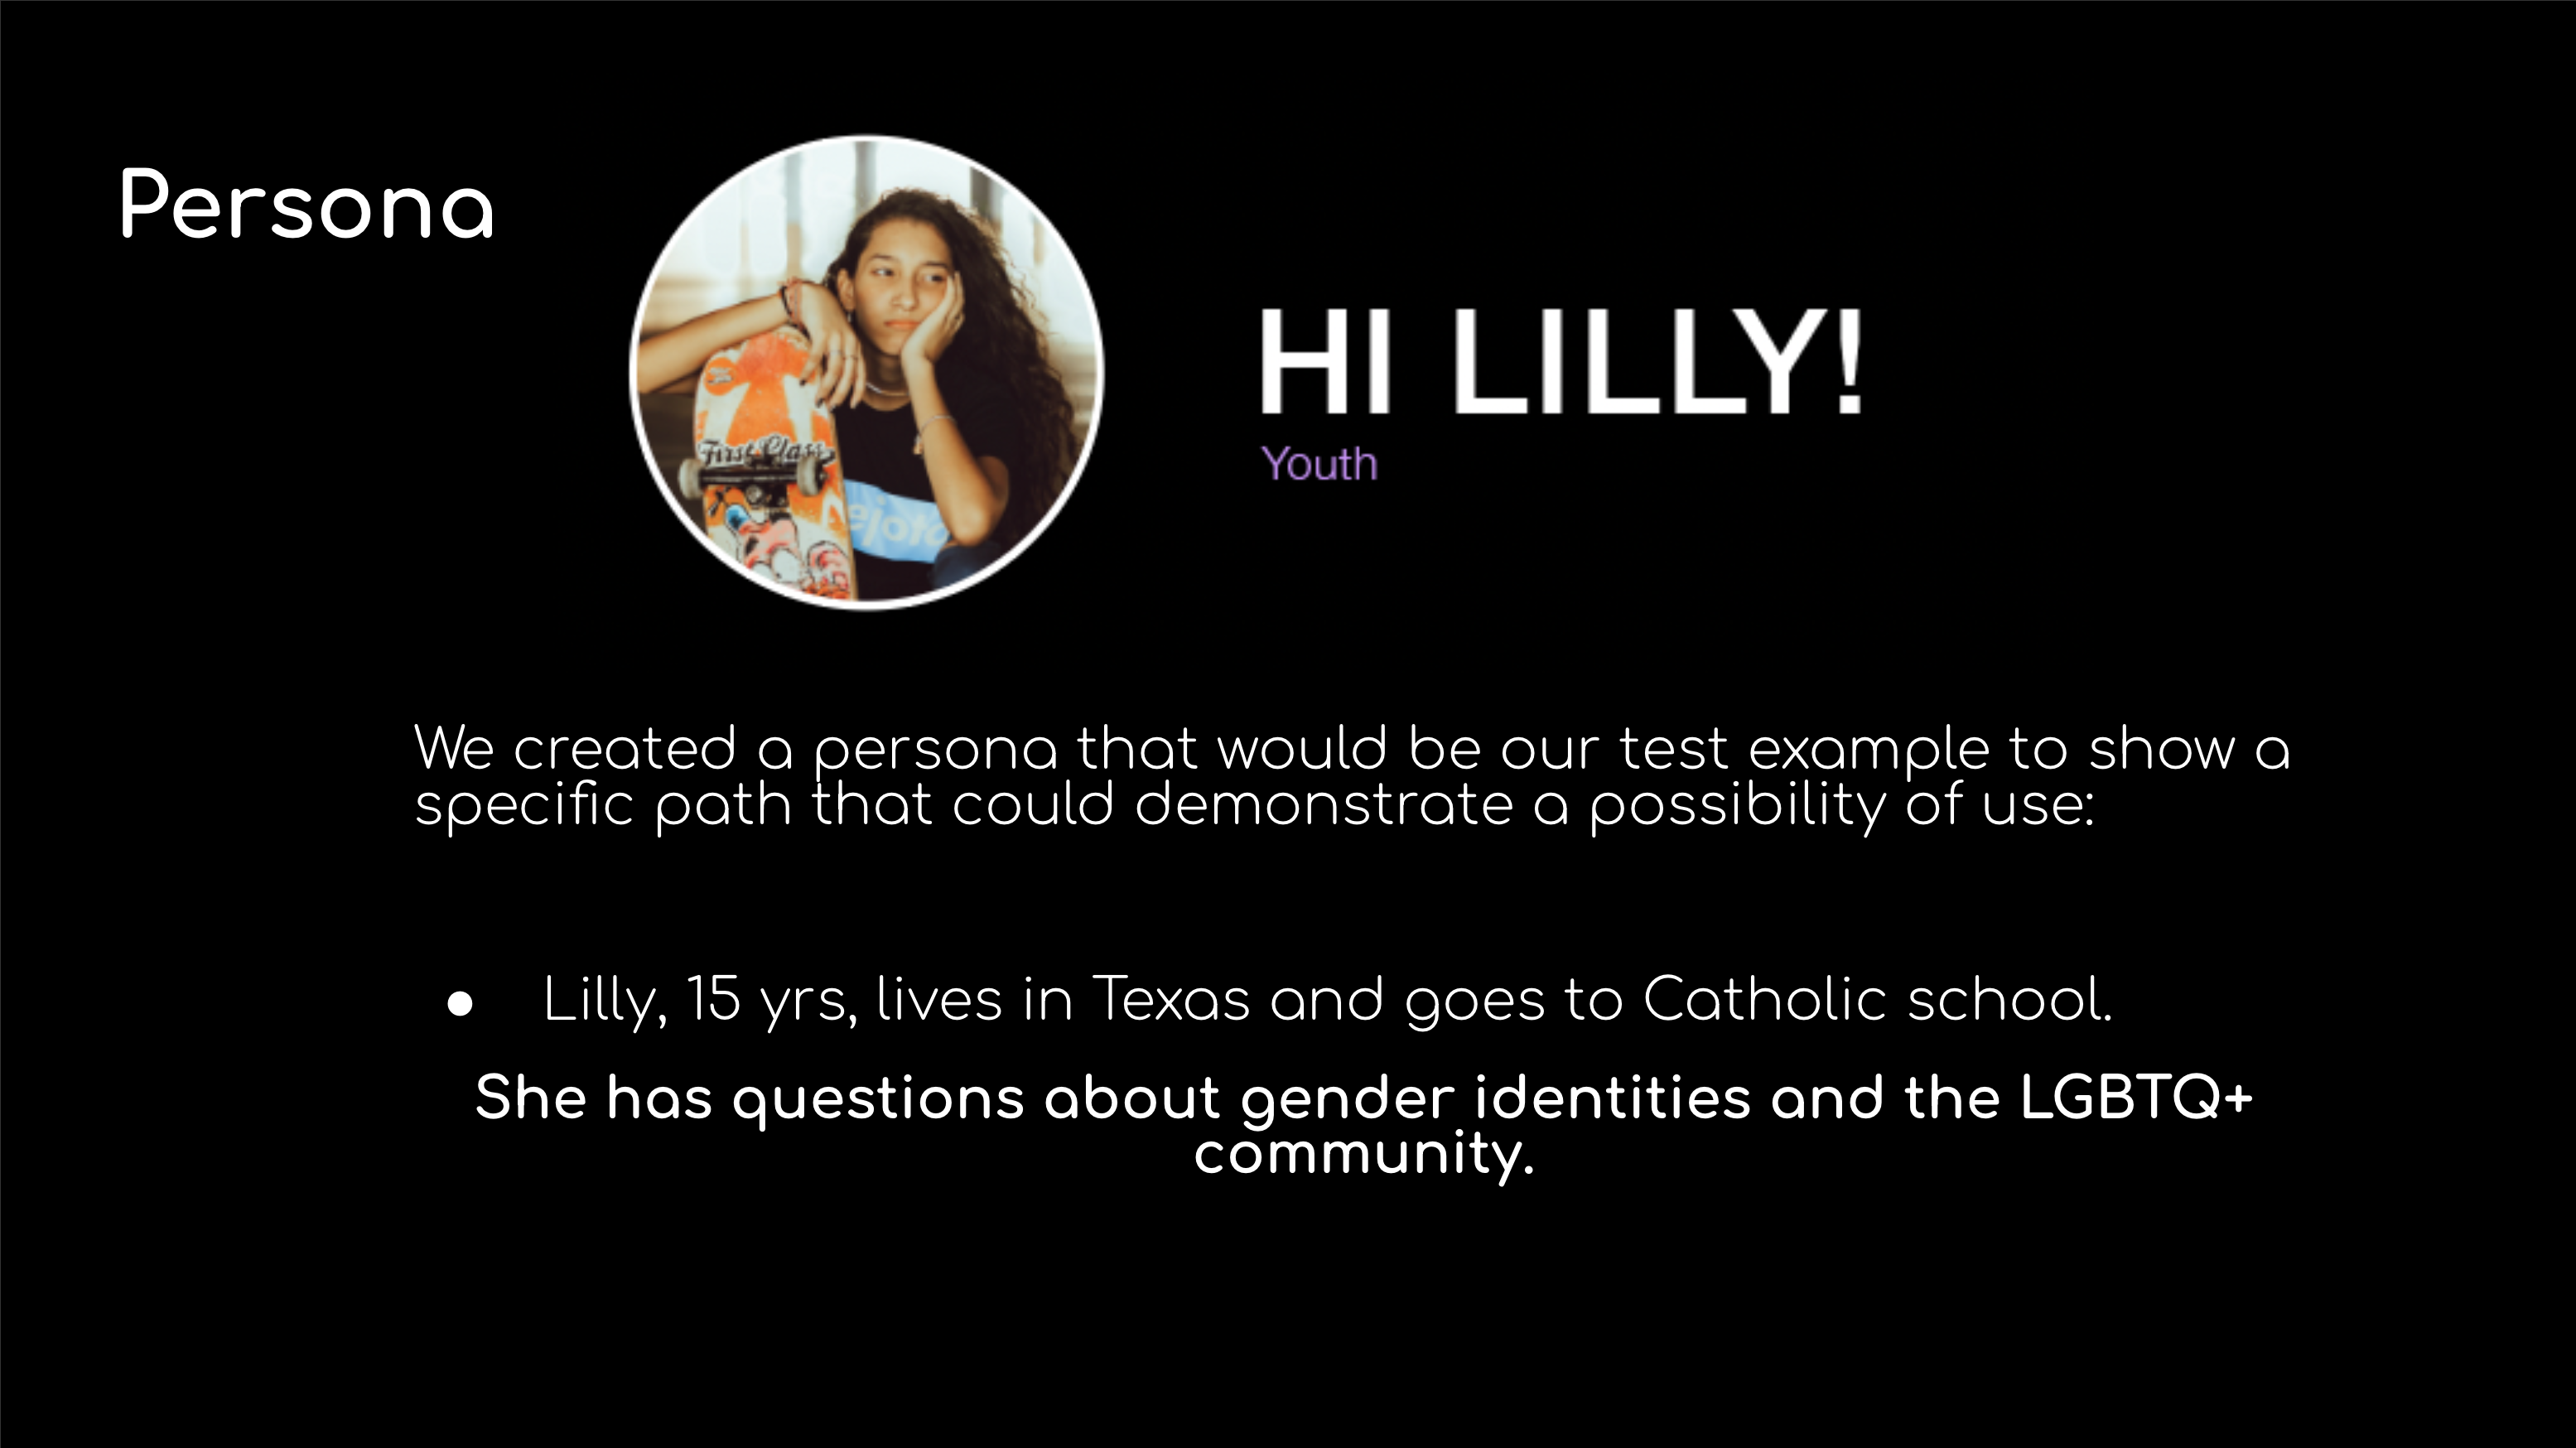 Persona
HI LILLY!
Youth
First Class
ejoto
We created a persona that would be our test example to show a
specific path that could demonstrate a possibility of use:
● Lilly, 15 yrs, lives in Texas and goes to Catholic school.
She has questions about gender identities and the LGBTQ+
community.